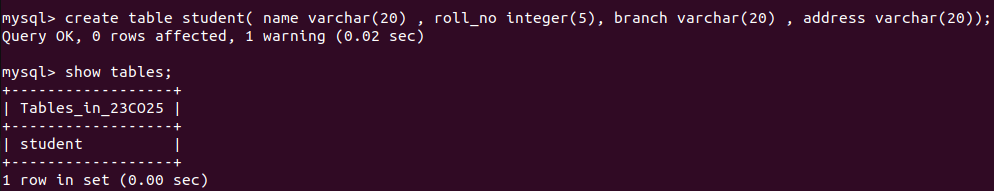 mysql> create table student( name varchar(20) , roll_no integer(5), branch varchar(20) , address varchar(20));
Query OK, 0 rows affected, 1 warning (0.02 sec)

mysql> show tables;
+------------------+
| Tables_in_23CO25 |
+------------------+
| student          |
+------------------+
1 row in set (0.00 sec)